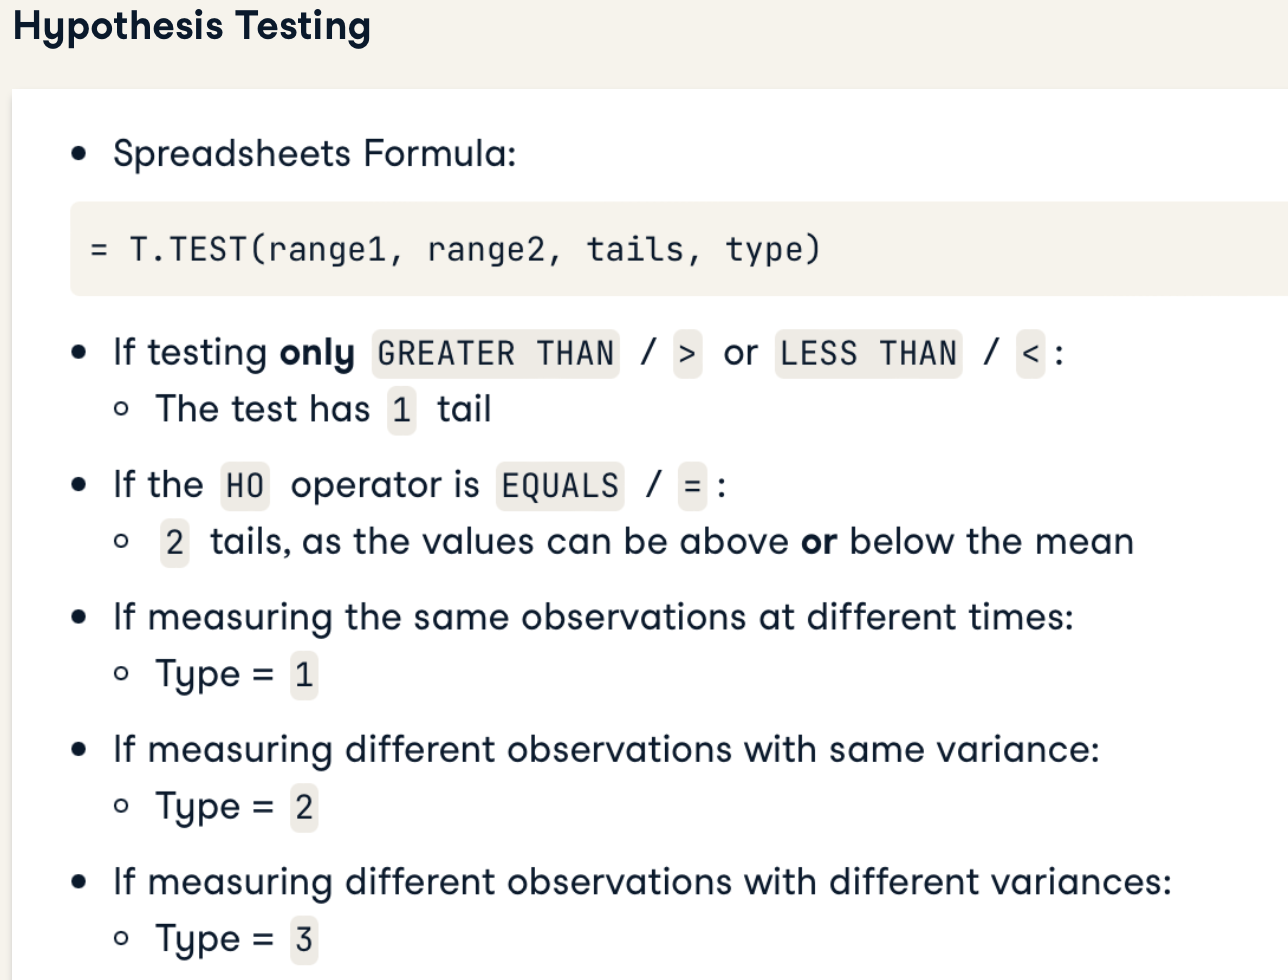 Hypothesis Testing
• Spreadsheets Formula:
= T.TEST(range1, range2, tails, type)
• If testing only GREATER THAN / > or LESS THAN / < :
○ The test has 1 tail
• If the HO operator is EQUALS / = :
○ 2 tails, as the values can be above or below the mean
• If measuring the same observations at different times:
○ Type = 1
• If measuring different observations with same variance:
○ Type = 2
• If measuring different observations with different variances:
○ Type = 3